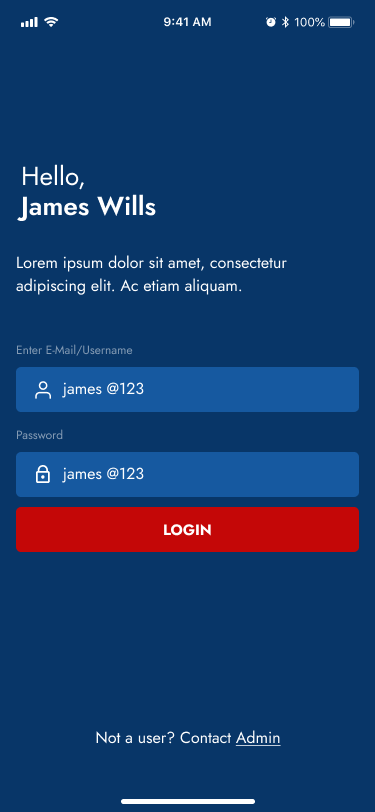 9:41 AM 100%
Hello,
James Wills
Lorem ipsum dolor sit amet, consectetur
adipiscing elit. Ac etiam aliquam.
Enter E-Mail/Username
james @123
Password
james @123
LOGIN
Not a user? Contact Admin